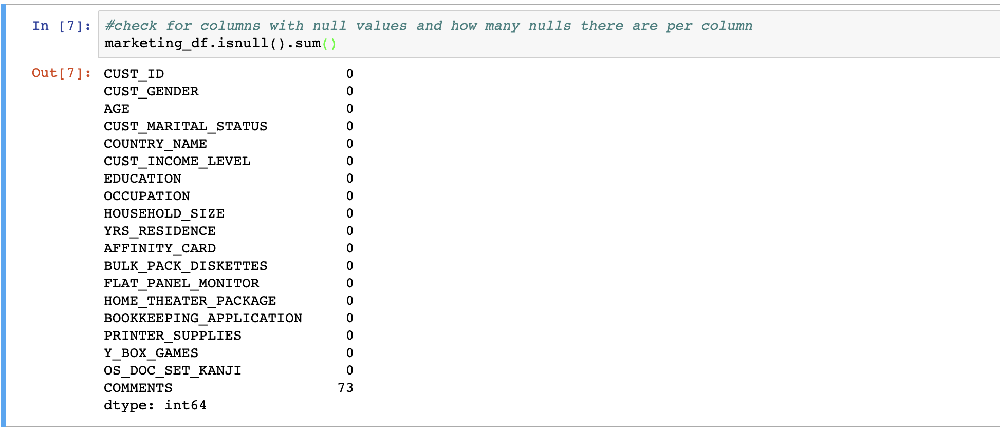 In [7]: #check for columns with null values and how many nulls there are per column
marketing_df.isnull().sum()
Out[7]: CUST_ID 0
CUST_GENDER 0
AGE 0
CUST_MARITAL_STATUS 0
COUNTRY_NAME 0
CUST_INCOME_LEVEL 0
EDUCATION 0
OCCUPATION 0
HOUSEHOLD_SIZE 0
YRS_RESIDENCE 0
AFFINITY_CARD 0
BULK_PACK_DISKETTES 0
FLAT_PANEL_MONITOR 0
HOME_THEATER_PACKAGE 0
BOOKKEEPING_APPLICATION 0
PRINTER_SUPPLIES 0
Y_BOX_GAMES 0
OS_DOC_SET_KANJI 0
COMMENTS 73
dtype: int64